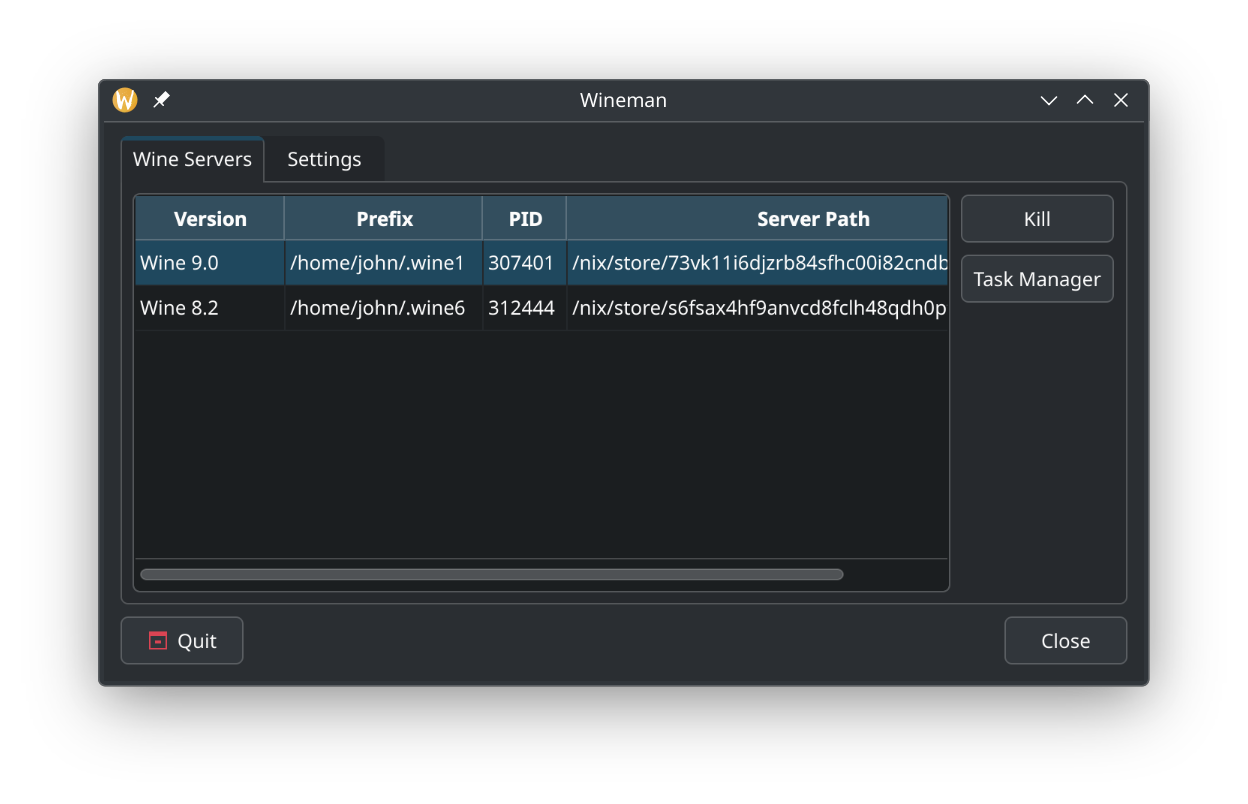 Wineman
Wine Servers Settings
Version Prefix PID Server Path
Wine 9.0 /home/john/.wine1 307401 /nix/store/73vk11i6djzrb84sfhc00i82cndb
Wine 8.2 /home/john/.wine6 312444 /nix/store/s6fsax4hf9anvcd8fclh48qdh0p
Kill
Task Manager
Quit
Close